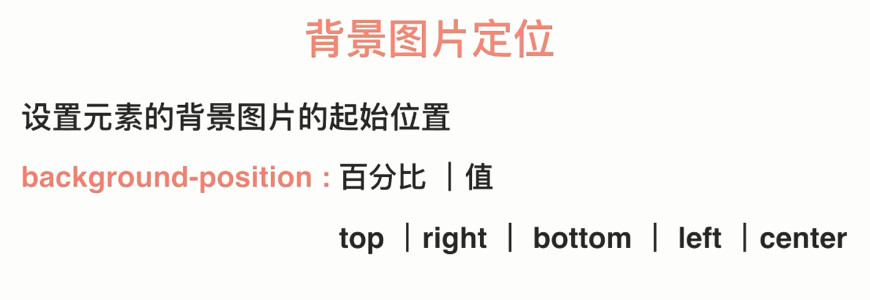 背景图片定位
设置元素的背景图片的起始位置
background-position : 百分比 ｜值
top ｜right ｜ bottom ｜ left ｜center